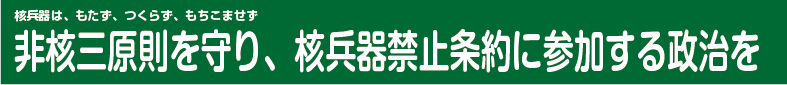 核兵器は、もたず、つくらず、もちこませず
非核三原則を守り、核兵器禁止条約に参加する政治を